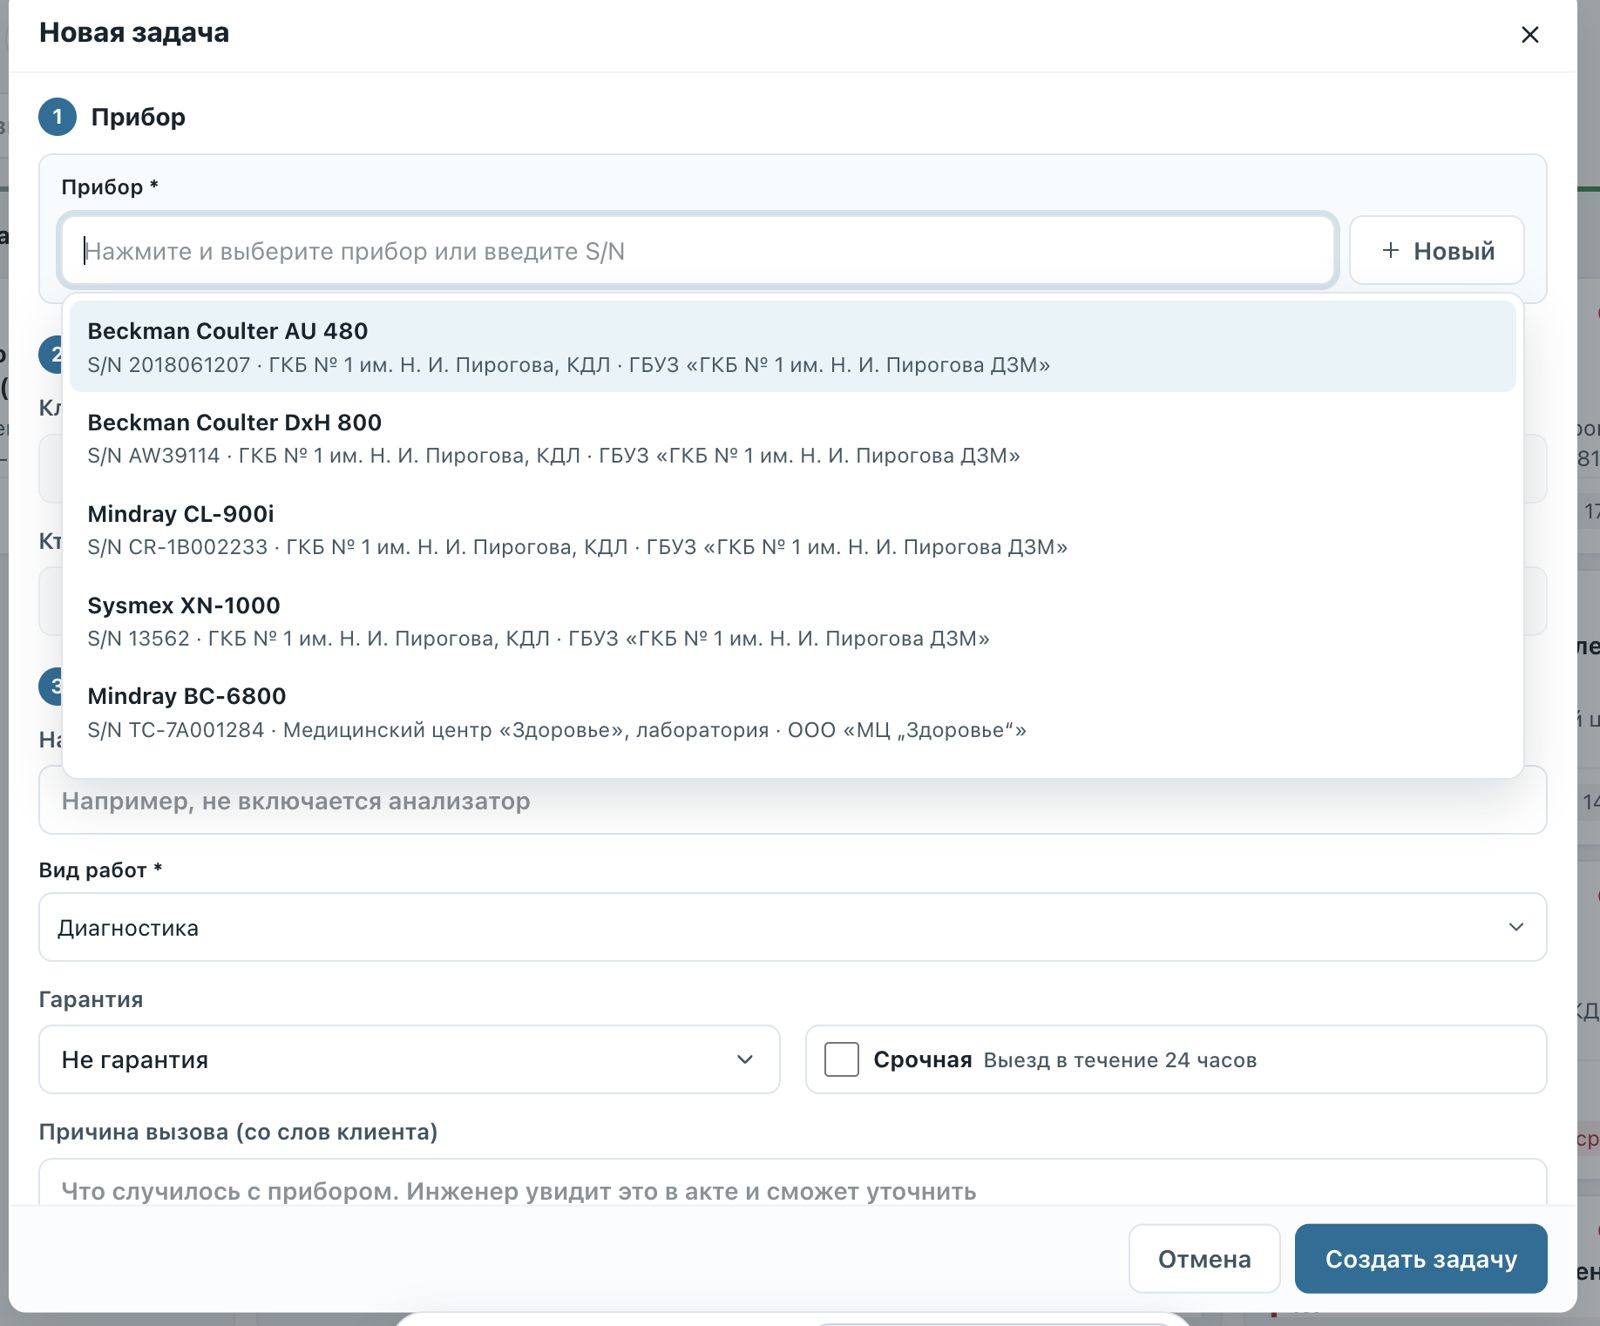 Новая задача
1 Прибор
Прибор *
Нажмите и выберите прибор или введите S/N
+ Новый
Beckman Coulter AU 480
S/N 2018061207 · ГКБ № 1 им. Н. И. Пирогова, КДЛ · ГБУЗ «ГКБ № 1 им. Н. И. Пирогова ДЗМ»
2
Beckman Coulter DxH 800
S/N AW39114 · ГКБ № 1 им. Н. И. Пирогова, КДЛ · ГБУЗ «ГКБ № 1 им. Н. И. Пирогова ДЗМ»
Mindray CL-900i
S/N CR-1B002233 · ГКБ № 1 им. Н. И. Пирогова, КДЛ · ГБУЗ «ГКБ № 1 им. Н. И. Пирогова ДЗМ»
Sysmex XN-1000
S/N 13562 · ГКБ № 1 им. Н. И. Пирогова, КДЛ · ГБУЗ «ГКБ № 1 им. Н. И. Пирогова ДЗМ»
3
Mindray BC-6800
S/N TC-7A001284 · Медицинский центр «Здоровье», лаборатория · ООО «МЦ „Здоровье“»
Например, не включается анализатор
Вид работ *
Диагностика
Гарантия
Не гарантия
Срочная Выезд в течение 24 часов
Причина вызова (со слов клиента)
Что случилось с прибором. Инженер увидит это в акте и сможет уточнить
Отмена
Создать задачу